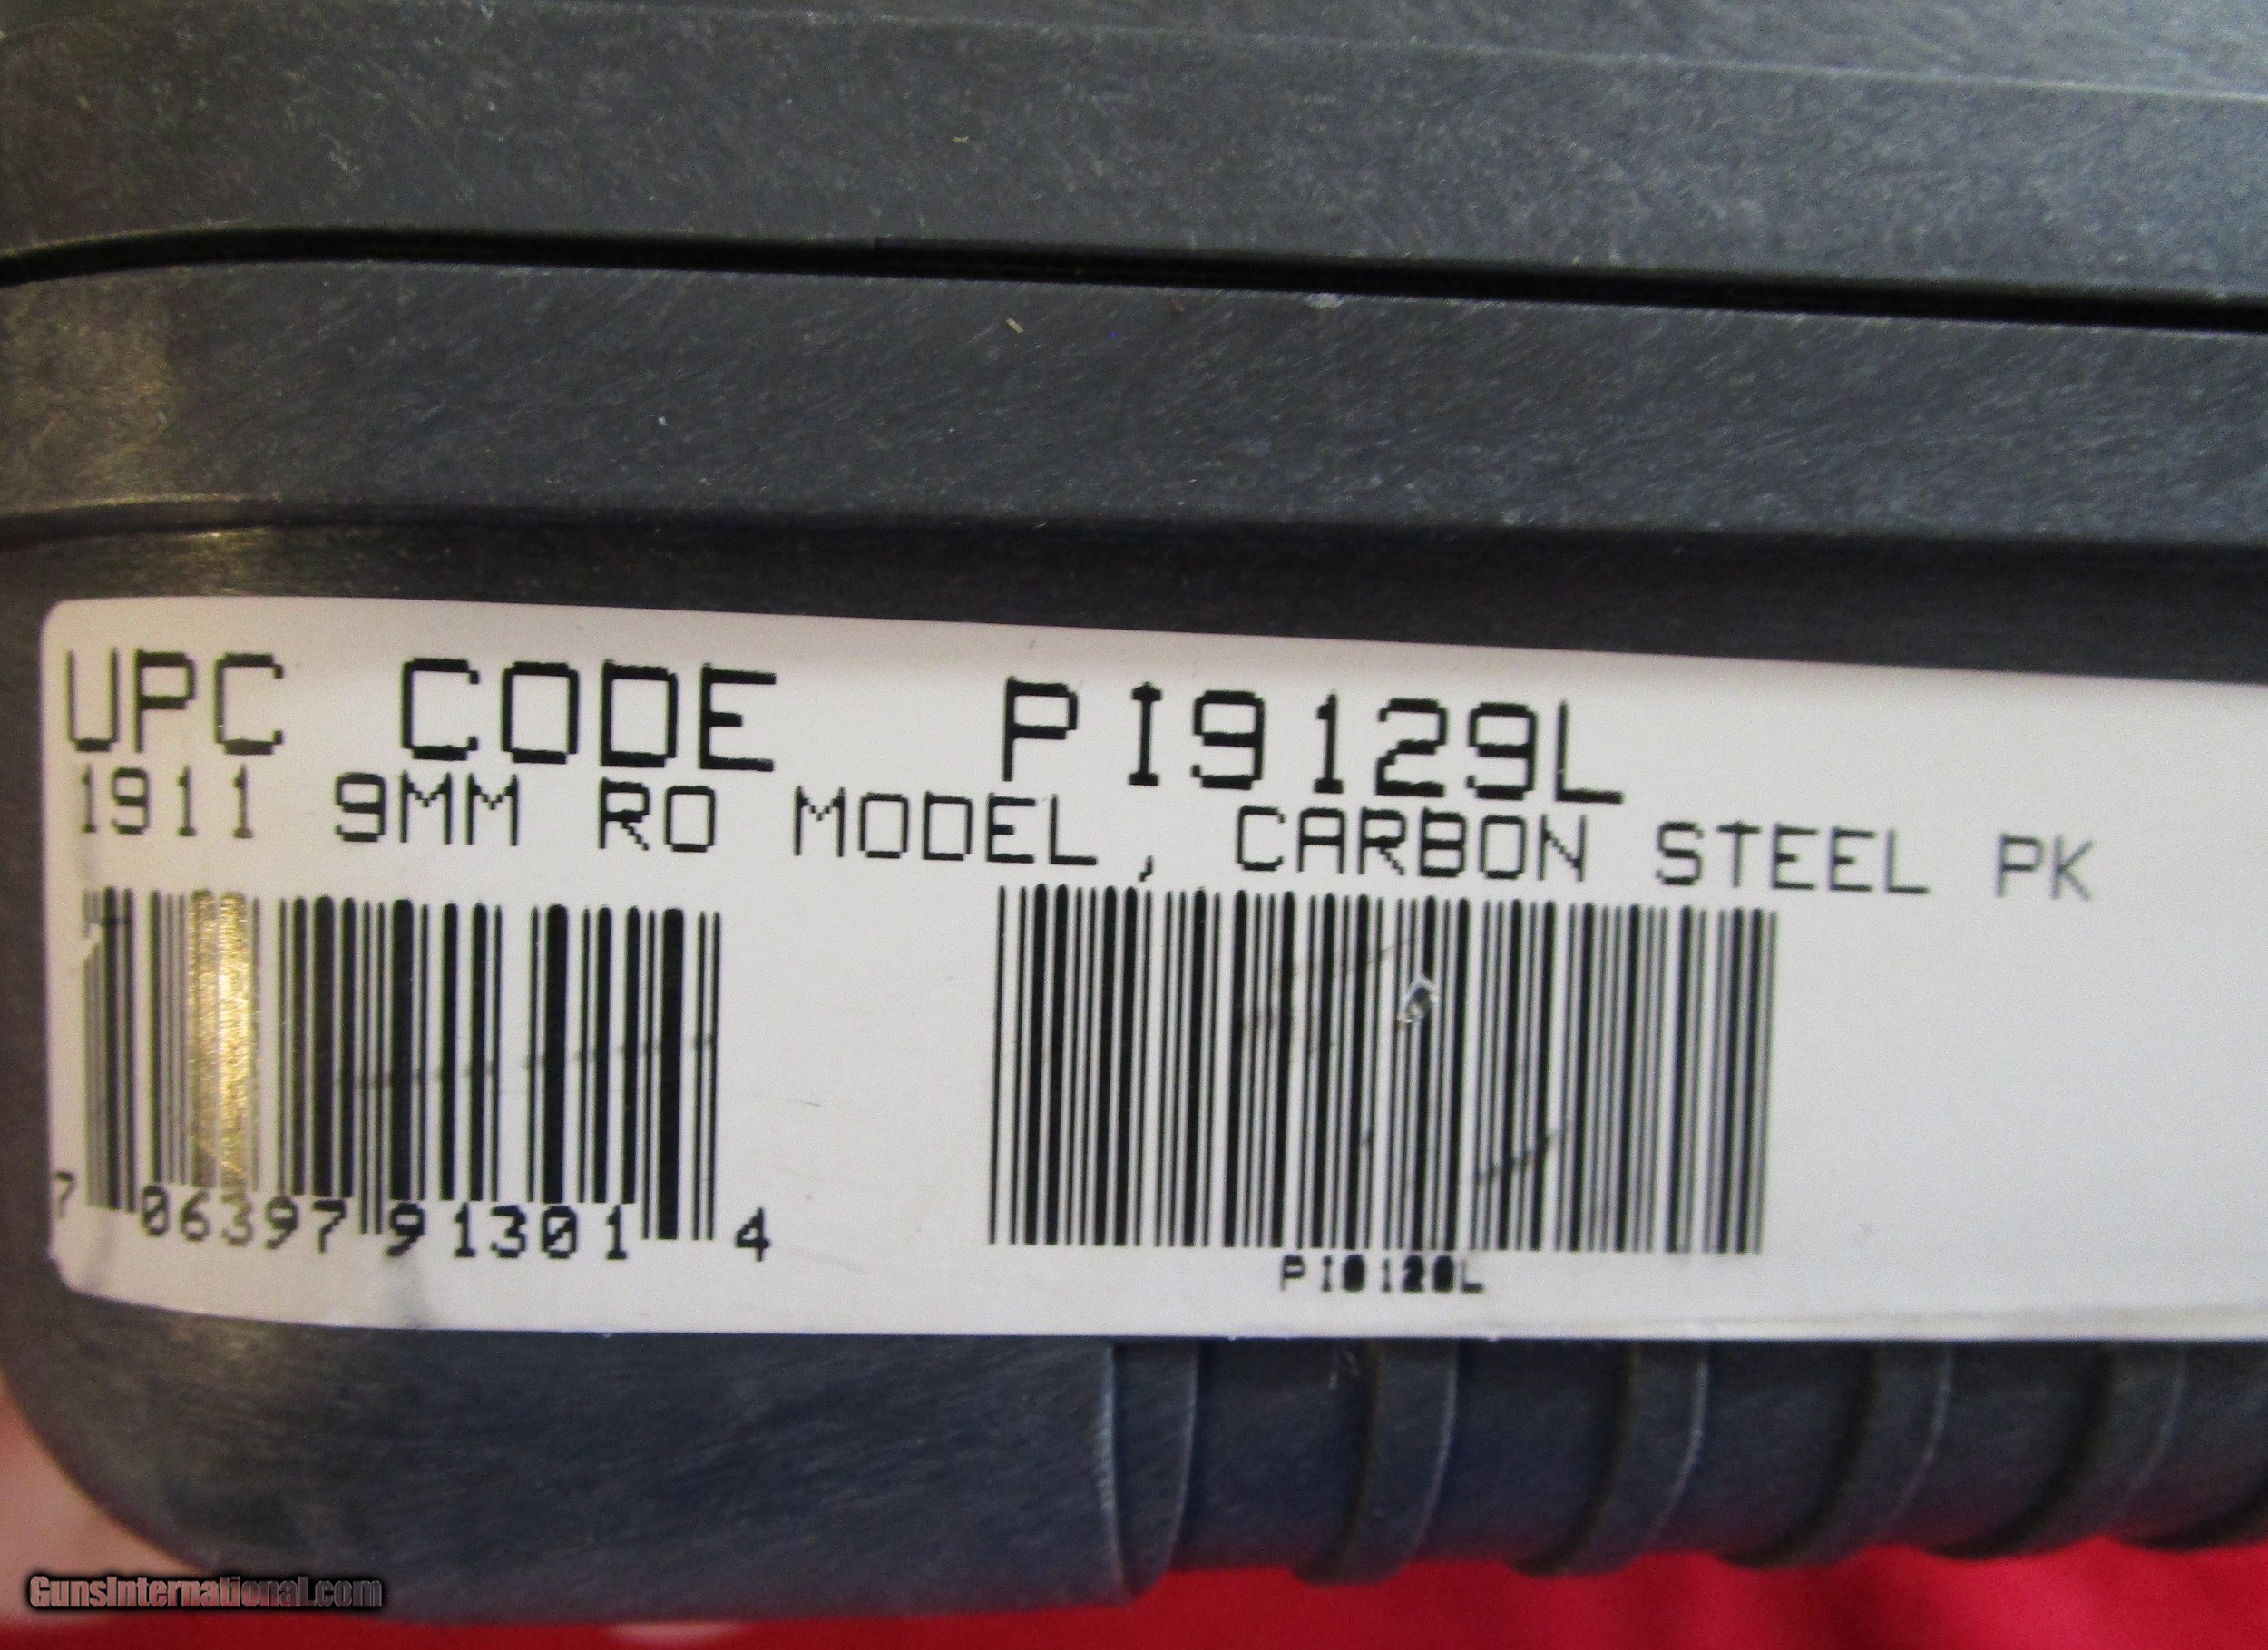 UPC CODE PI9129L
1911 9MM RO MODEL, CARBON STEEL PK
7 06397 91301 4
PI9129L
GunsInternational.com